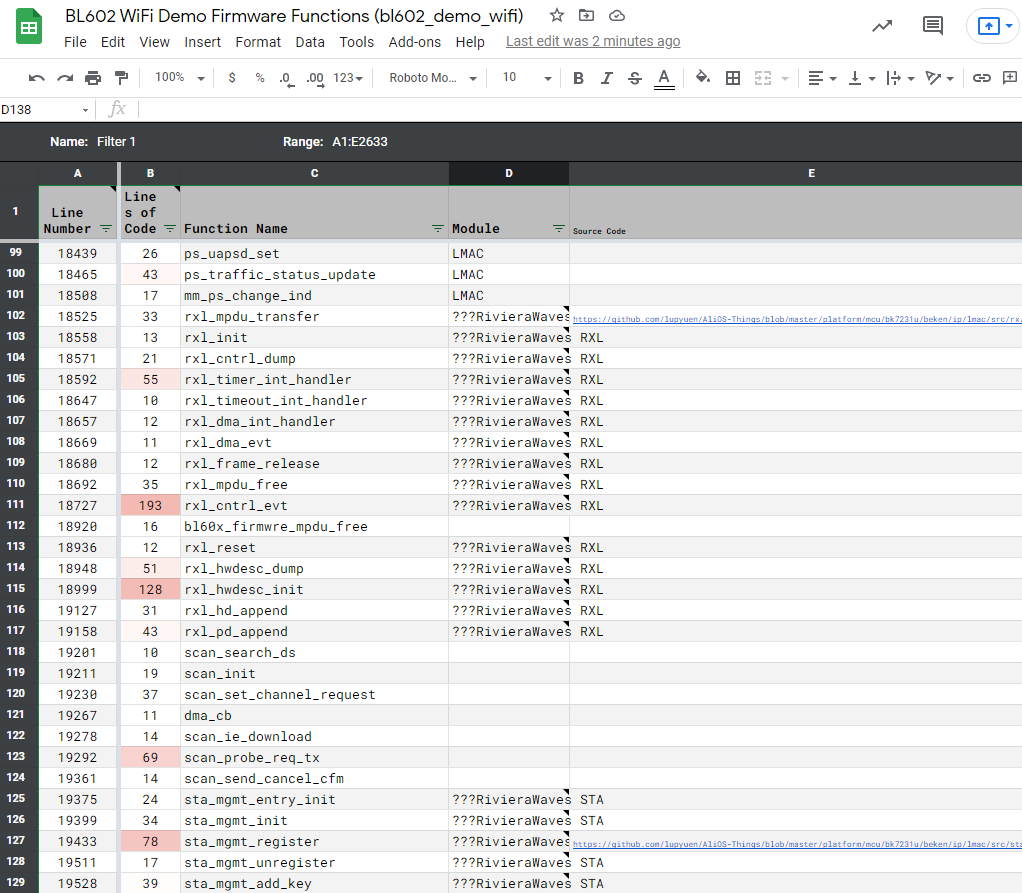 BL602 WiFi Demo Firmware Functions (bl602_demo_wifi)
File Edit View Insert Format Data Tools Add-ons Help Last edit was 2 minutes ago
100% $ % .0 .00 123 Roboto Mo... 10 B I S A
D138 fx
Name: Filter 1 Range: A1:E2633
A B C D E
1 Line Number Lines of Code Function Name Module Source Code
99 18439 26 ps_uapsd_set LMAC
100 18465 43 ps_traffic_status_update LMAC
101 18508 17 mm_ps_change_ind LMAC
102 18525 33 rxl_mpdu_transfer ???RivieraWaves https://github.com/lupyuen/AliOS-Things/blob/master/platform/mcu/bk7231u/beken/ip/lmac/src/rx/
103 18558 13 rxl_init ???RivieraWaves RXL
104 18571 21 rxl_cntrl_dump ???RivieraWaves RXL
105 18592 55 rxl_timer_int_handler ???RivieraWaves RXL
106 18647 10 rxl_timeout_int_handler ???RivieraWaves RXL
107 18657 12 rxl_dma_int_handler ???RivieraWaves RXL
108 18669 11 rxl_dma_evt ???RivieraWaves RXL
109 18680 12 rxl_frame_release ???RivieraWaves RXL
110 18692 35 rxl_mpdu_free ???RivieraWaves RXL
111 18727 193 rxl_cntrl_evt ???RivieraWaves RXL
112 18920 16 bl60x_firmwre_mpdu_free
113 18936 12 rxl_reset ???RivieraWaves RXL
114 18948 51 rxl_hwdesc_dump ???RivieraWaves RXL
115 18999 128 rxl_hwdesc_init ???RivieraWaves RXL
116 19127 31 rxl_hd_append ???RivieraWaves RXL
117 19158 43 rxl_pd_append ???RivieraWaves RXL
118 19201 10 scan_search_ds
119 19211 19 scan_init
120 19230 37 scan_set_channel_request
121 19267 11 dma_cb
122 19278 14 scan_ie_download
123 19292 69 scan_probe_req_tx
124 19361 14 scan_send_cancel_cfm
125 19375 24 sta_mgmt_entry_init ???RivieraWaves STA
126 19399 34 sta_mgmt_init ???RivieraWaves STA
127 19433 78 sta_mgmt_register ???RivieraWaves https://github.com/lupyuen/AliOS-Things/blob/master/platform/mcu/bk7231u/beken/ip/lmac/src/sta
128 19511 17 sta_mgmt_unregister ???RivieraWaves STA
129 19528 39 sta_mgmt_add_key ???RivieraWaves STA